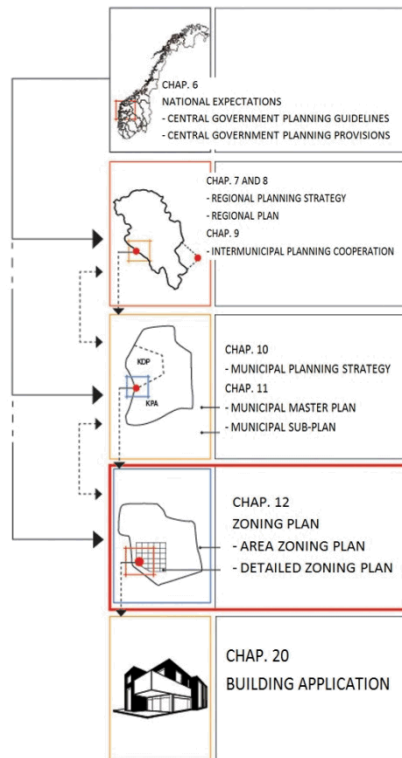 CHAP. 6
NATIONAL EXPECTATIONS
- CENTRAL GOVERNMENT PLANNING GUIDELINES
- CENTRAL GOVERNMENT PLANNING PROVISIONS
CHAP. 7 AND 8
- REGIONAL PLANNING STRATEGY
- REGIONAL PLAN
CHAP. 9
- INTERMUNICIPAL PLANNING COOPERATION
KDP
KPA
CHAP. 10
- MUNICIPAL PLANNING STRATEGY
CHAP. 11
- MUNICIPAL MASTER PLAN
- MUNICIPAL SUB-PLAN
CHAP. 12
ZONING PLAN
- AREA ZONING PLAN
- DETAILED ZONING PLAN
CHAP. 20
BUILDING APPLICATION